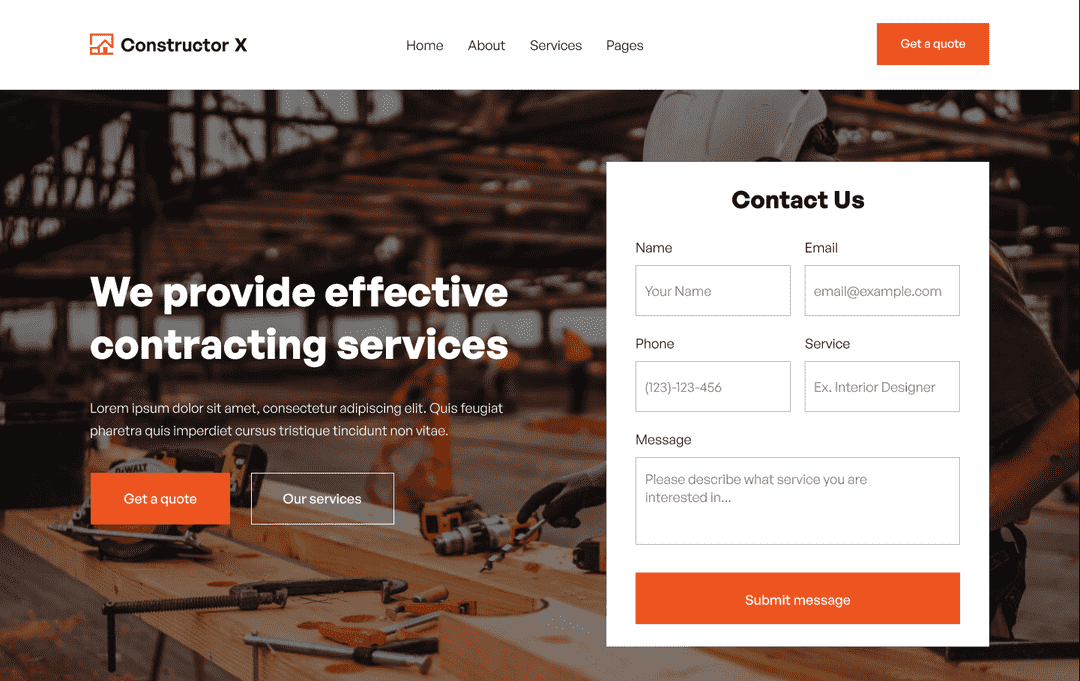 Constructor X
Home About Services Pages
Get a quote
We provide effective
contracting services
Lorem ipsum dolor sit amet, consectetur adipiscing elit. Quis feugiat
pharetra quis imperdiet cursus tristique tincidunt non vitae.
Get a quote
Our services
DEWALT
Contact Us
Name
Your Name
Email
email@example.com
Phone
(123)-123-456
Service
Ex. Interior Designer
Message
Please describe what service you are
interested in...
Submit message